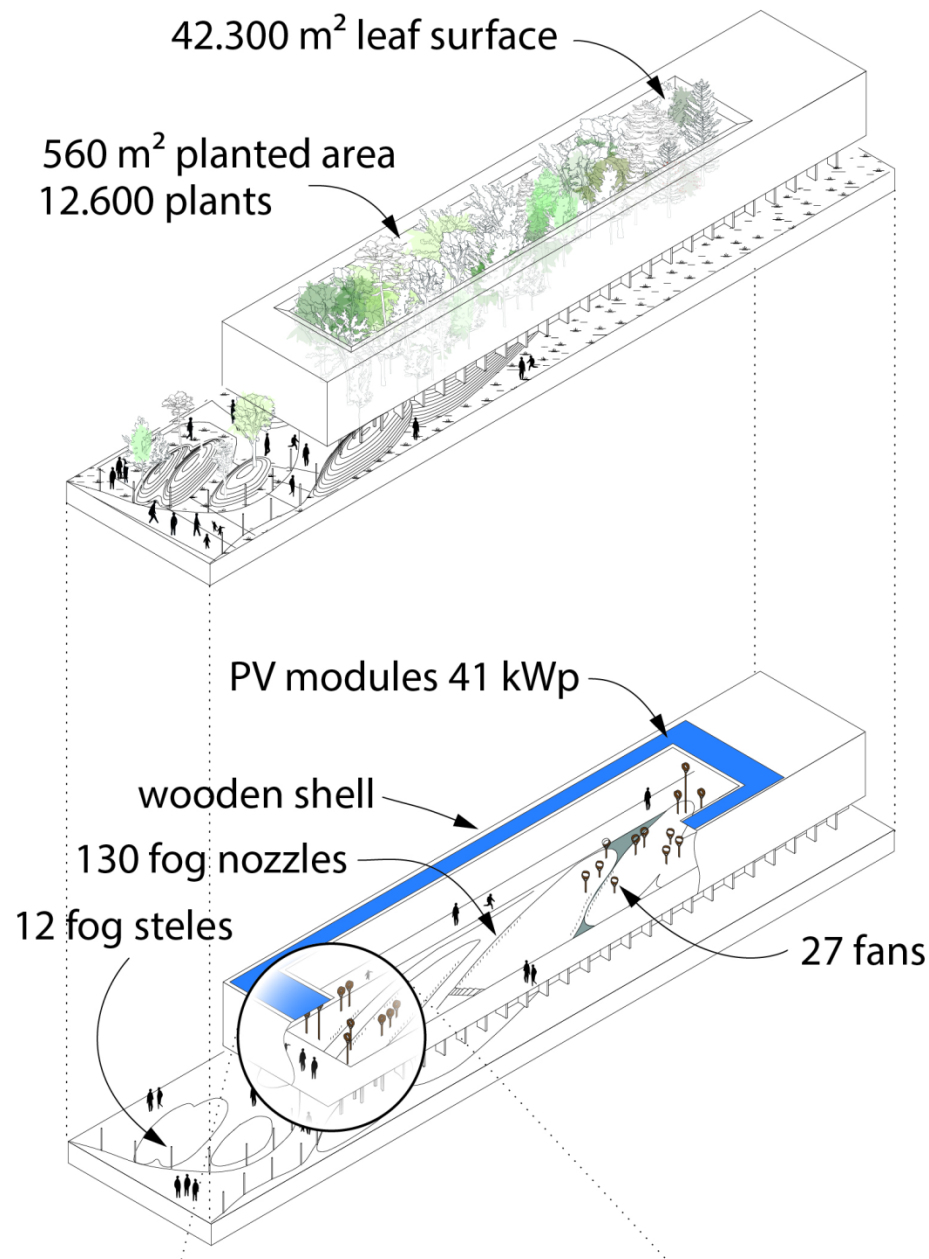 42.300 m² leaf surface
560 m² planted area
12.600 plants
PV modules 41 kWp
wooden shell
130 fog nozzles
12 fog steles
27 fans